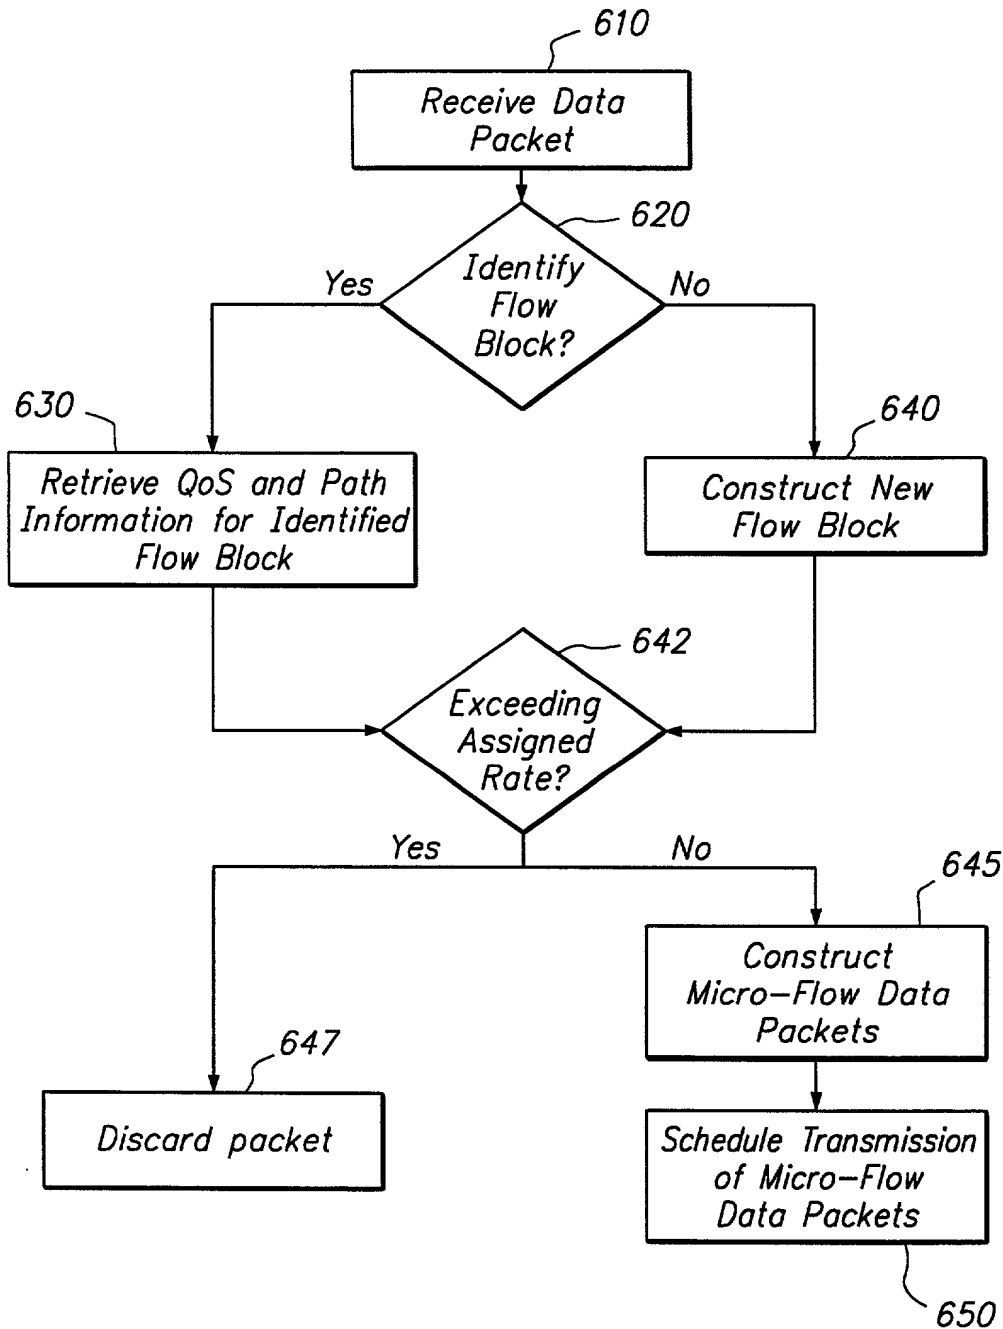 610
Receive Data
Packet
620
Identify
Flow
Block?
Yes
No
630
Retrieve QoS and Path
Information for Identified
Flow Block
640
Construct New
Flow Block
642
Exceeding
Assigned
Rate?
Yes
No
645
Construct
Micro-Flow Data
Packets
647
Discard packet
Schedule Transmission
of Micro-Flow
Data Packets
650